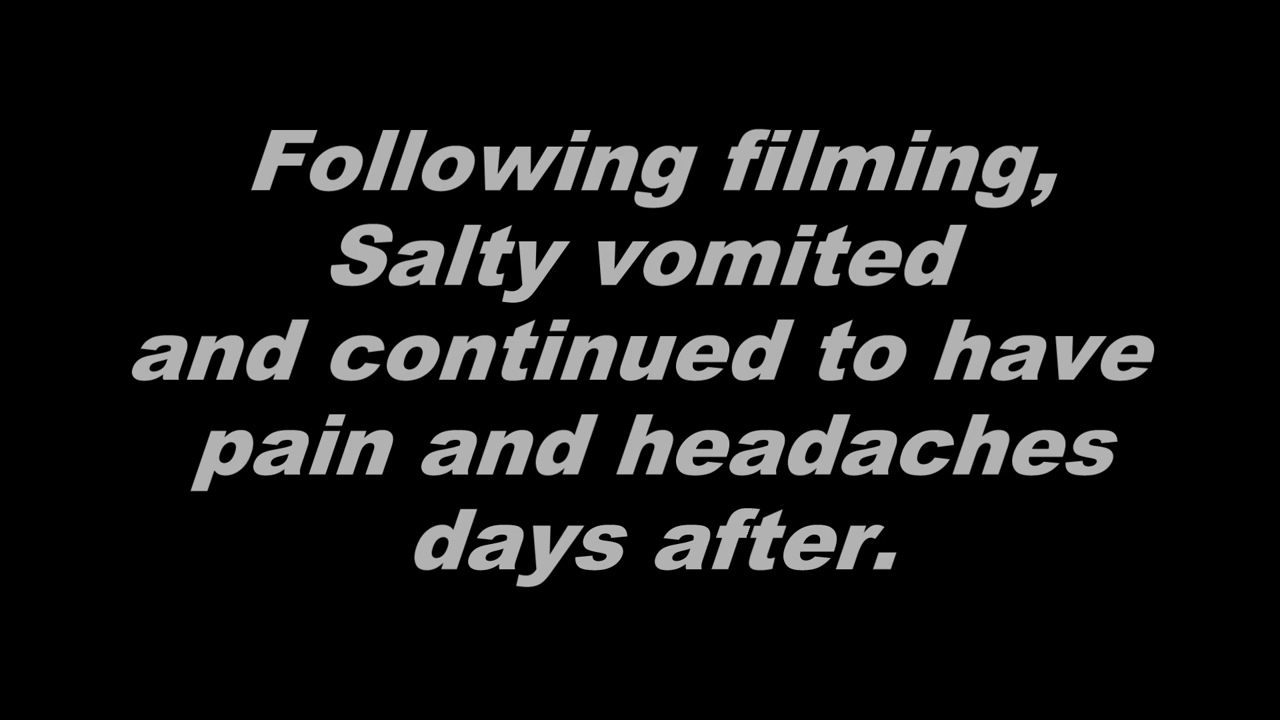 Following filming,
Salty vomited
and continued to have
pain and headaches
days after.